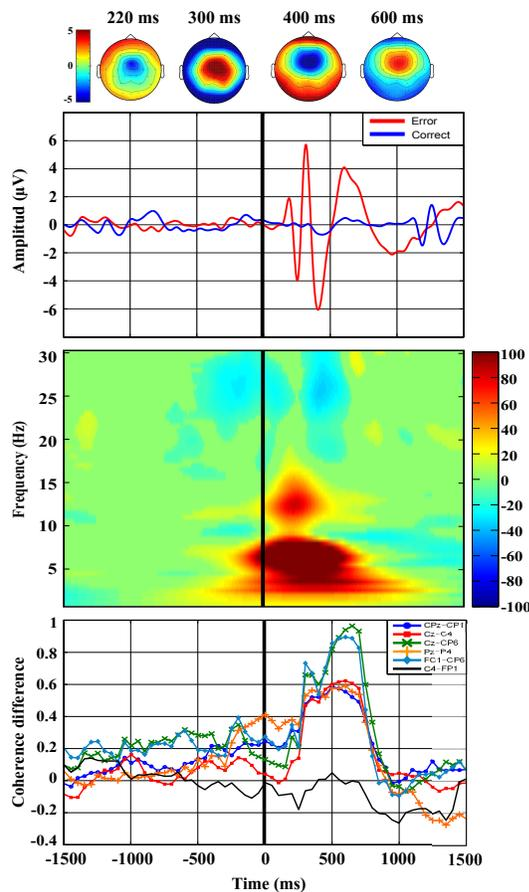 220 ms 300 ms 400 ms 600 ms
5
0
-5
Error
Correct
Amplitud (μV)
6
4
2
0
-2
-4
-6
Frequency (Hz)
30
25
20
15
10
5
100
80
60
40
20
0
-20
-40
-60
-80
-100
CPz-CP1
Cz-C4
Cz-CP6
Pz-P4
FC1-CP6
C4-FP1
Coherence difference
1
0.8
0.6
0.4
0.2
0
-0.2
-0.4
-1500 -1000 -500 0 500 1000 1500
Time (ms)